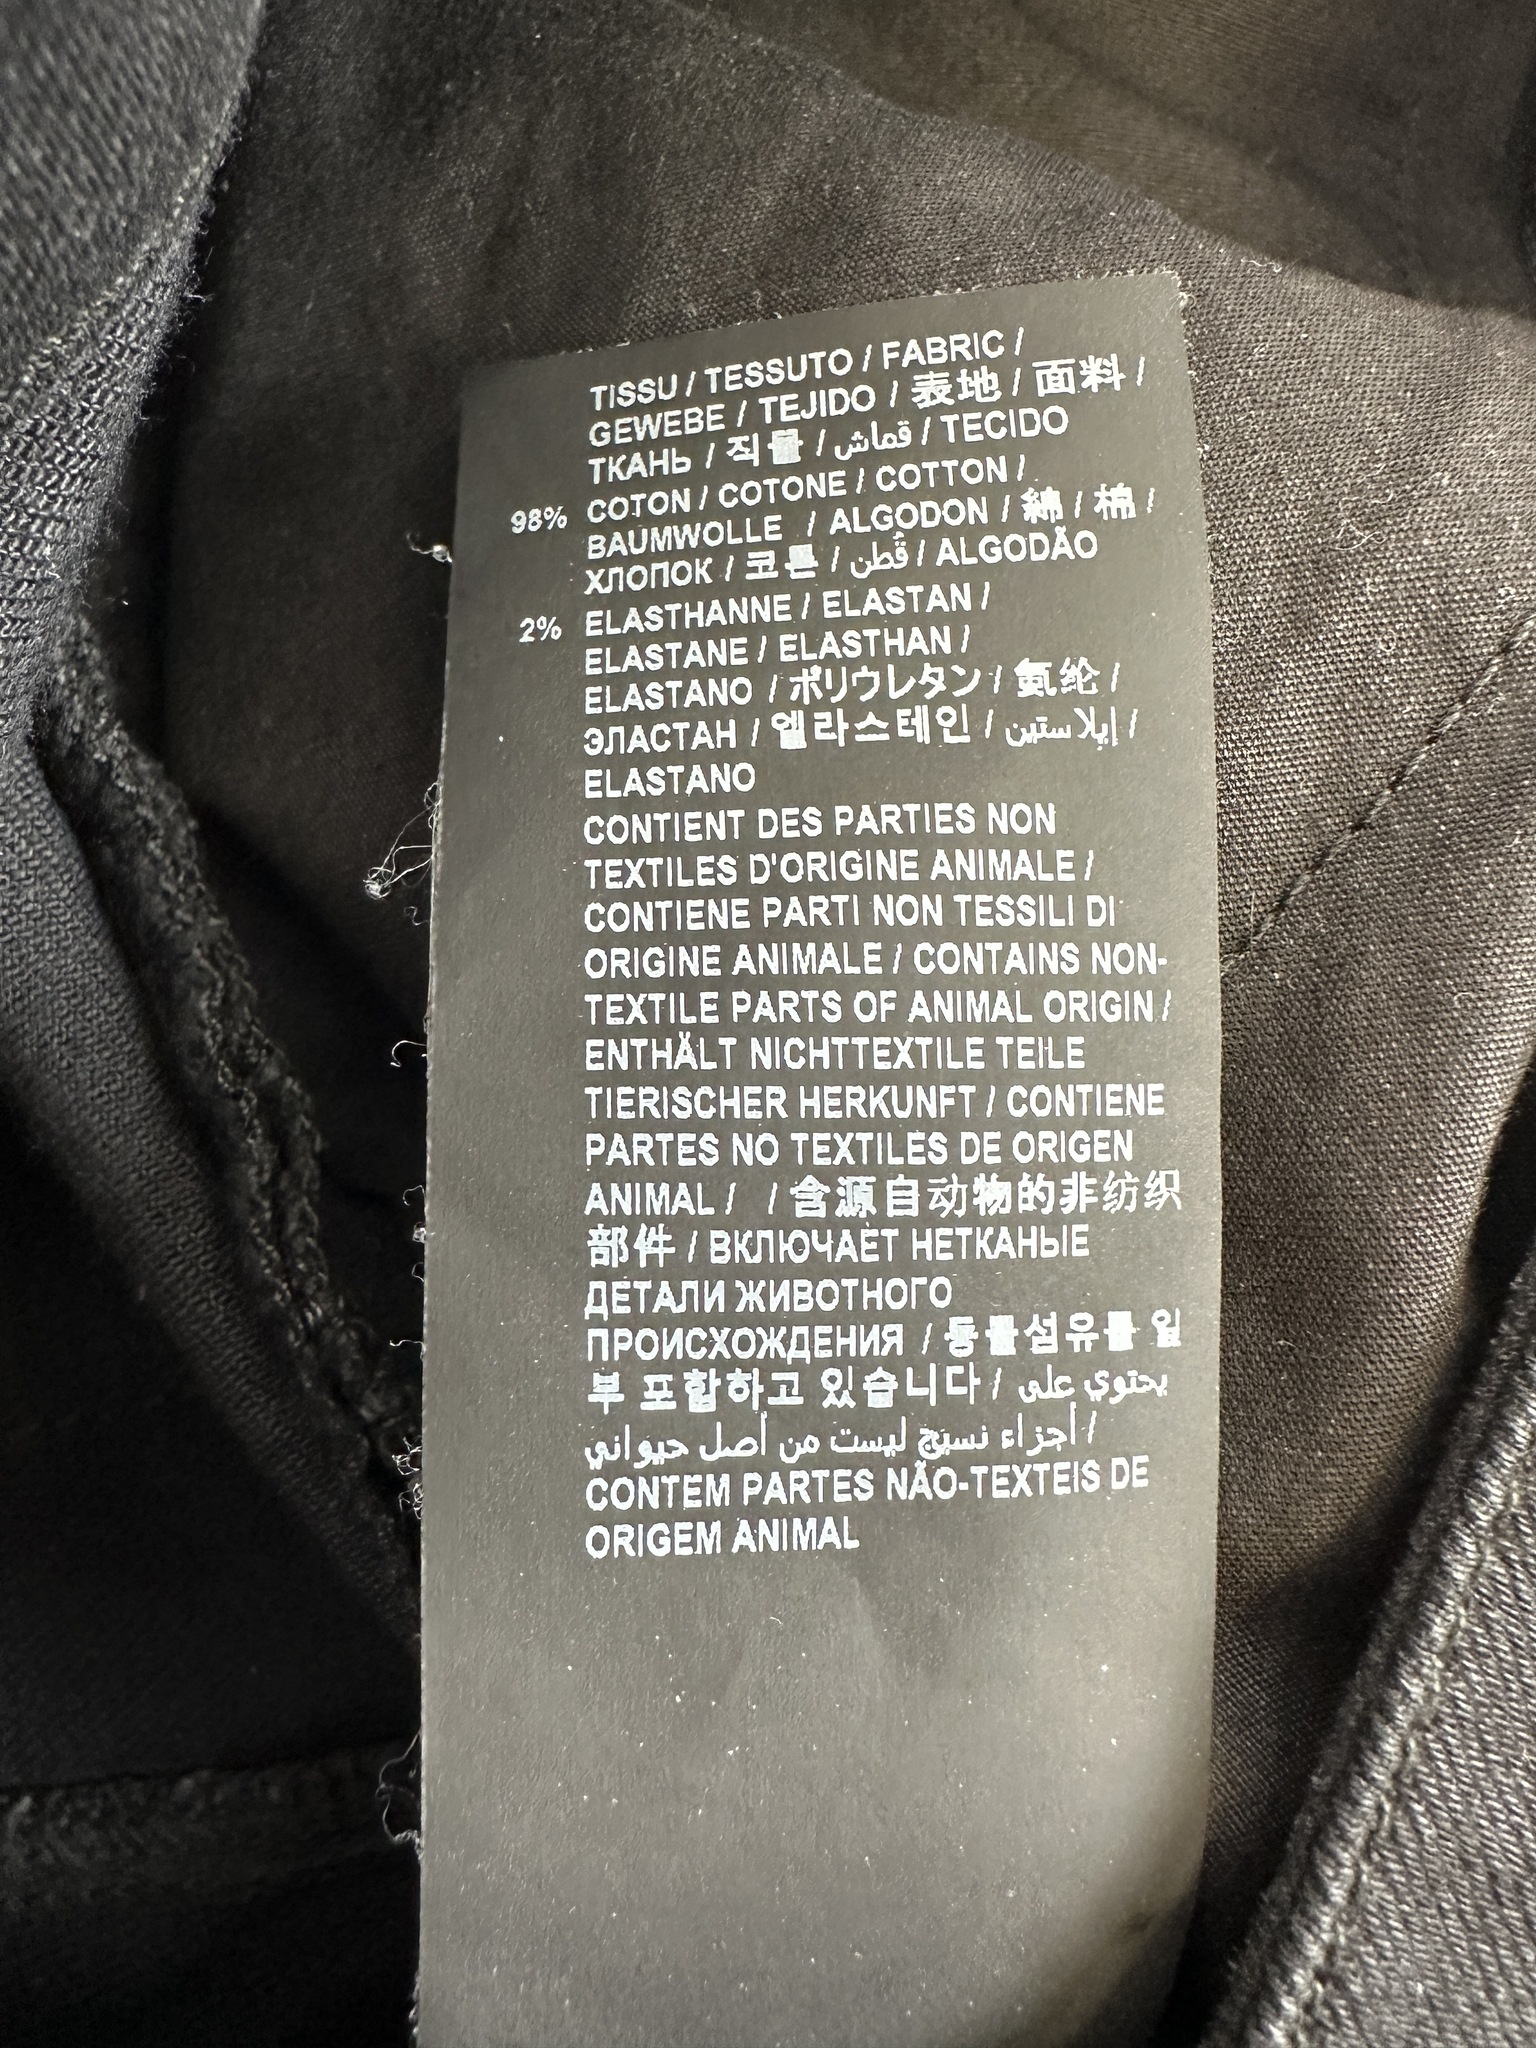 TISSU / TESSUTO / FABRIC /
GEWEBE / TEJIDO / 表地 / 面料 /
ТКАНЬ / 직물 / قماش / TECIDO
98% COTON / COTONE / COTTON /
BAUMWOLLE / ALGODON / 綿 / 棉 /
ХЛОПОК / 코튼 / قُطن / ALGODÃO
2% ELASTHANNE / ELASTAN /
ELASTANE / ELASTHAN /
ELASTANO / ポリウレタン / 氨纶 /
ЭЛАСТАН / 엘라스테인 / إيلاستين /
ELASTANO
CONTIENT DES PARTIES NON
TEXTILES D'ORIGINE ANIMALE /
CONTIENE PARTI NON TESSILI DI
ORIGINE ANIMALE / CONTAINS NON-
TEXTILE PARTS OF ANIMAL ORIGIN /
ENTHÄLT NICHTTEXTILE TEILE
TIERISCHER HERKUNFT / CONTIENE
PARTES NO TEXTILES DE ORIGEN
ANIMAL / / 含源自动物的非纺织
部件 / ВКЛЮЧАЕТ НЕТКАНЫЕ
ДЕТАЛИ ЖИВОТНОГО
ПРОИСХОЖДЕНИЯ / 동물섬유를 일
부 포함하고 있습니다 / يحتوي على
أجزاء نسيج ليست من أصل حيواني /
CONTEM PARTES NÃO-TEXTEIS DE
ORIGEM ANIMAL